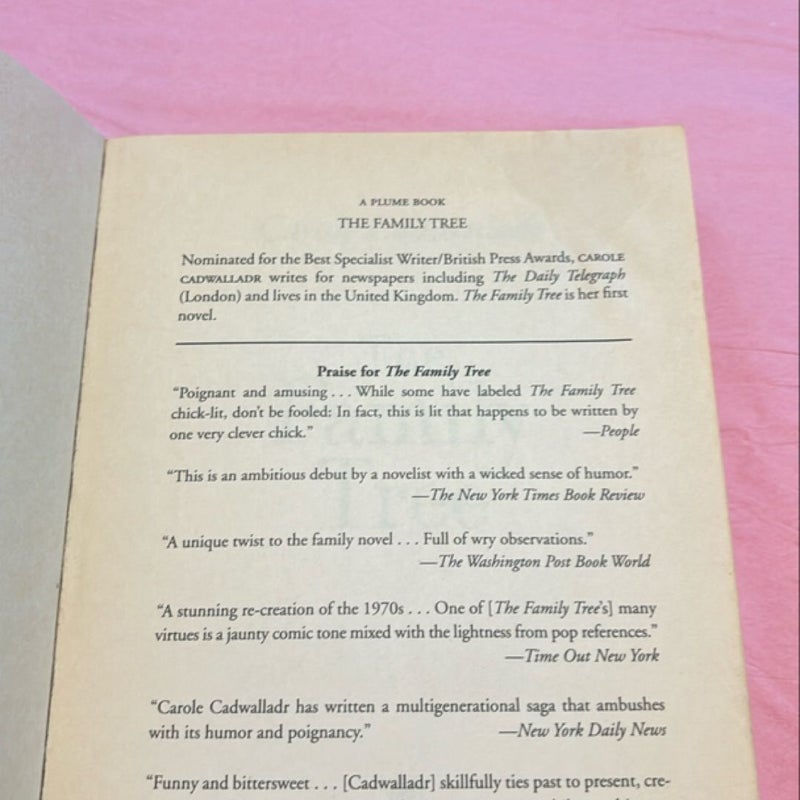 A PLUME BOOK
THE FAMILY TREE
Nominated for the Best Specialist Writer/British Press Awards, CAROLE
CADWALLADR writes for newspapers including The Daily Telegraph
(London) and lives in the United Kingdom. The Family Tree is her first
novel.
Praise for The Family Tree
“Poignant and amusing . . . While some have labeled The Family Tree
chick-lit, don’t be fooled: In fact, this is lit that happens to be written by
one very clever chick.” —People
“This is an ambitious debut by a novelist with a wicked sense of humor.”
—The New York Times Book Review
“A unique twist to the family novel . . . Full of wry observations.”
—The Washington Post Book World
“A stunning re-creation of the 1970s . . . One of [The Family Tree’s] many
virtues is a jaunty comic tone mixed with the lightness from pop references.”
—Time Out New York
“Carole Cadwalladr has written a multigenerational saga that ambushes
with its humor and poignancy.” —New York Daily News
“Funny and bittersweet . . . [Cadwalladr] skillfully ties past to present, cre-